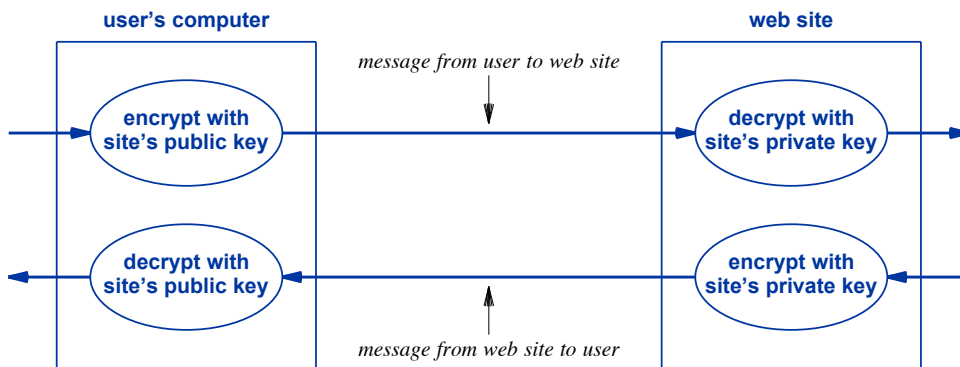 user's computer
web site
message from user to web site
encrypt with
site's public key
decrypt with
site's private key
decrypt with
site's public key
encrypt with
site's private key
message from web site to user